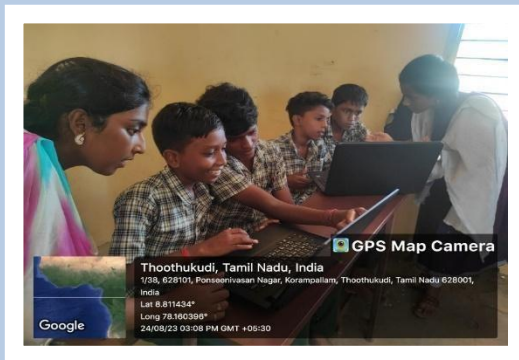 GPS Map Camera
Thoothukudi, Tamil Nadu, India
1/38, 628101, Ponseenivasan Nagar, Korampallam, Thoothukudi, Tamil Nadu 628001,
India
Lat 8.811434°
Long 78.160396°
24/08/23 03:08 PM GMT +05:30
Google